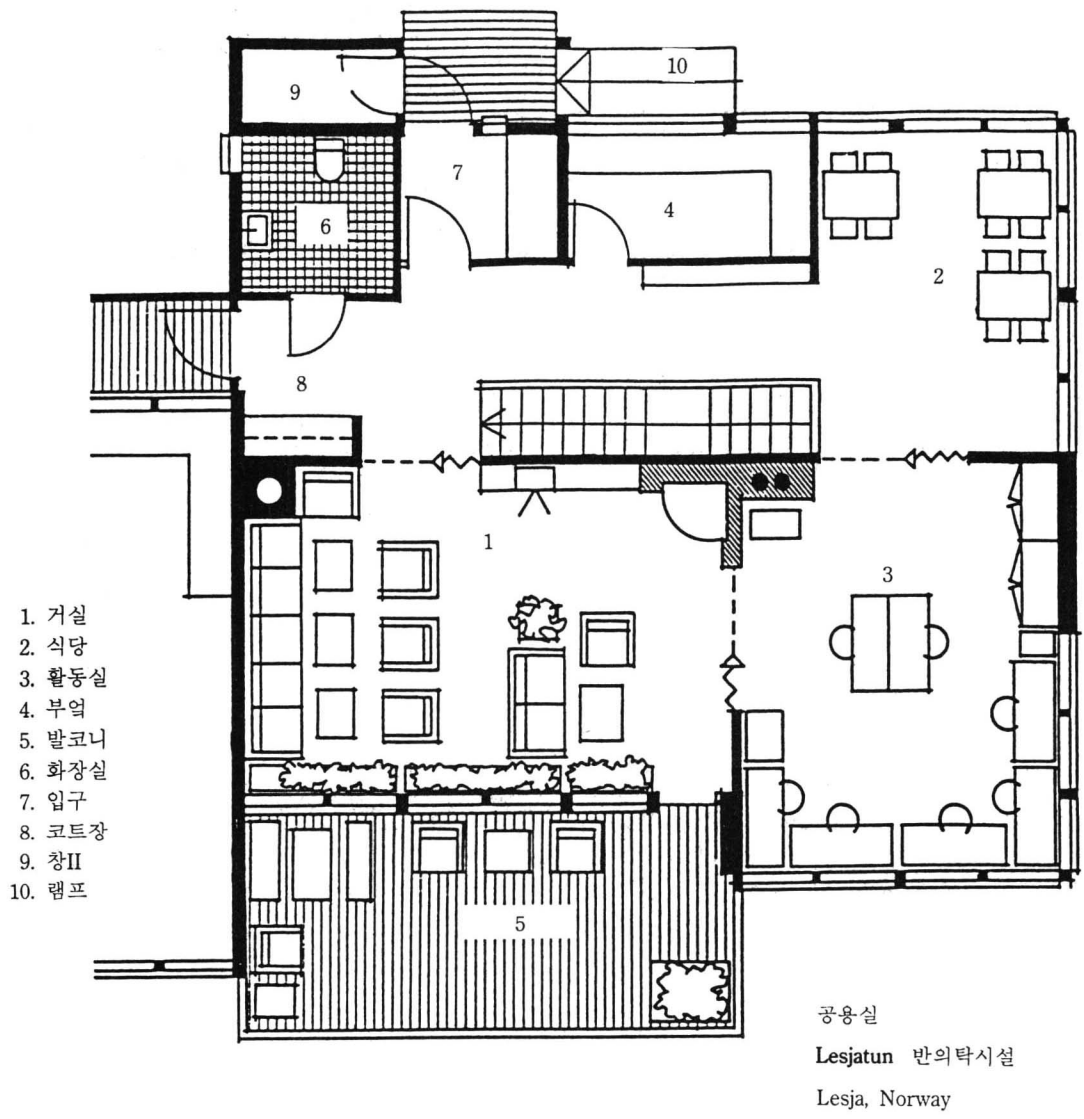 9
10
7
4
6
2
8
1
3
5
1. 거실
2. 식당
3. 활동실
4. 부엌
5. 발코니
6. 화장실
7. 입구
8. 코트장
9. 창II
10. 램프
공용실
Lesjatun 반의탁시설
Lesja, Norway